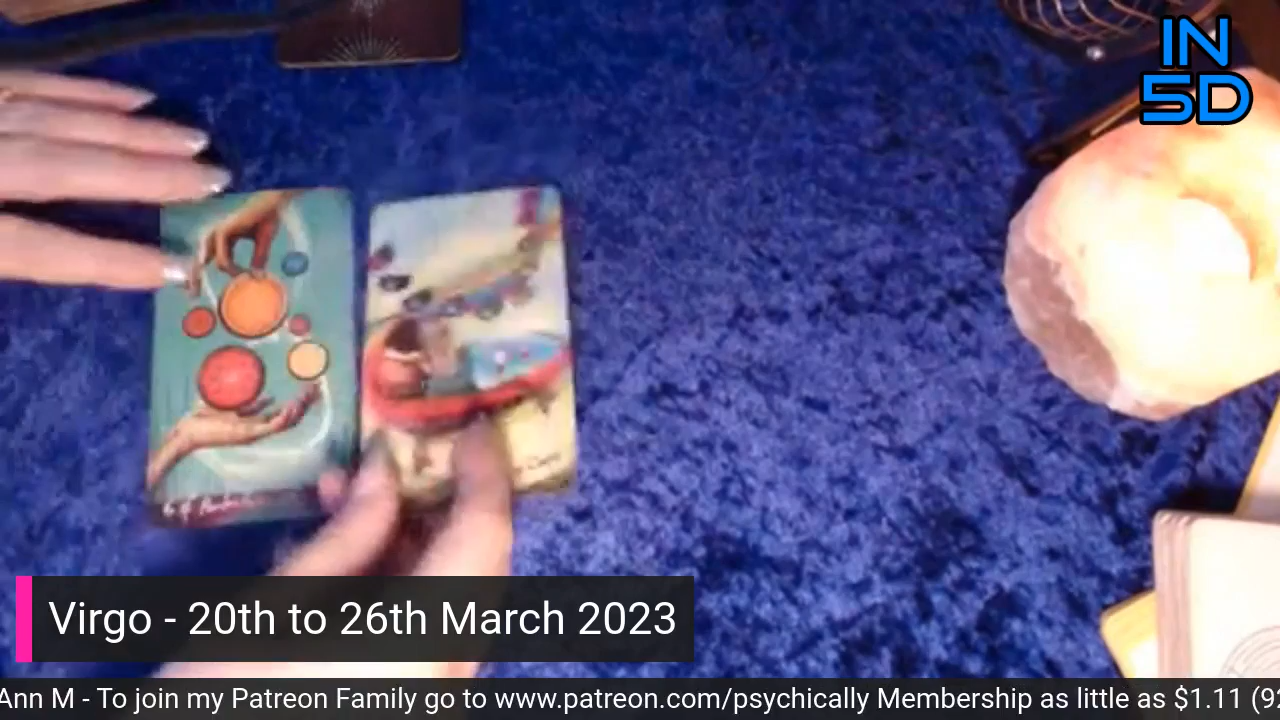 IN
5D
Virgo - 20th to 26th March 2023
Ann M - To join my Patreon Family go to www.patreon.com/psychically Membership as little as $1.11 (92